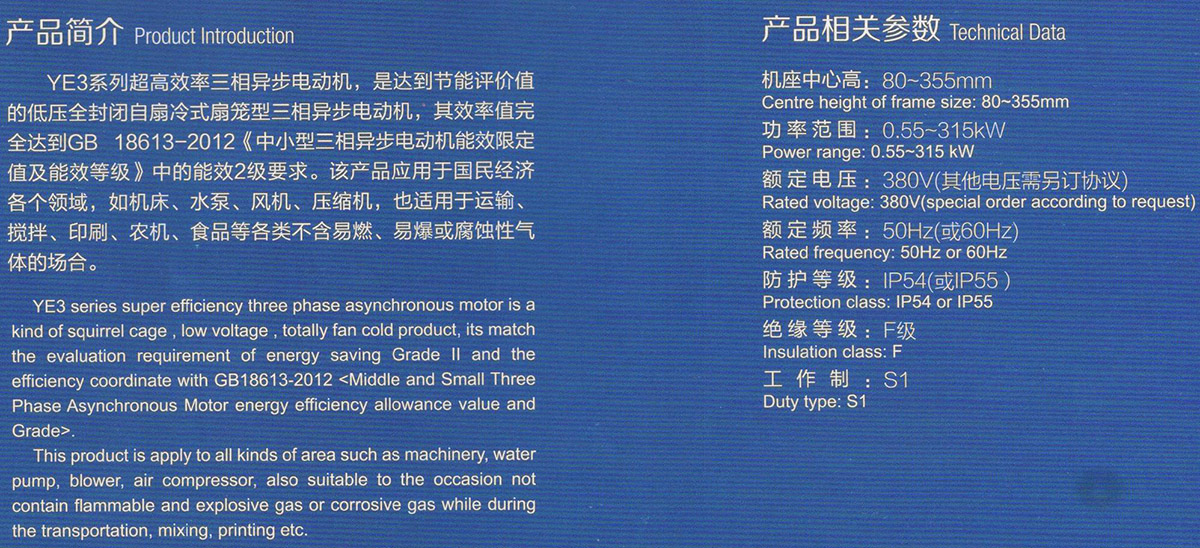 产品简介 Product Introduction
YE3系列超高效率三相异步电动机，是达到节能评价值
的低压全封闭自扇冷式扇笼型三相异步电动机，其效率值完
全达到GB 18613-2012《中小型三相异步电动机能效限定
值及能效等级》中的能效2级要求。该产品应用于国民经济
各个领域，如机床、水泵、风机、压缩机，也适用于运输、
搅拌、印刷、农机、食品等各类不含易燃、易爆或腐蚀性气
体的场合。
YE3 series super efficiency three phase asynchronous motor is a
kind of squirrel cage , low voltage , totally fan cold product, its match
the evaluation requirement of energy saving Grade II and the
efficiency coordinate with GB18613-2012 <Middle and Small Three
Phase Asynchronous Motor energy efficiency allowance value and
Grade>.
This product is apply to all kinds of area such as machinery, water
pump, blower, air compressor, also suitable to the occasion not
contain flammable and explosive gas or corrosive gas while during
the transportation, mixing, printing etc.
产品相关参数 Technical Data
机座中心高：80~355mm
Centre height of frame size: 80~355mm
功率范围：0.55~315kW
Power range: 0.55~315 kW
额定电压：380V(其他电压需另订协议)
Rated voltage: 380V(special order according to request)
额定频率：50Hz(或60Hz)
Rated frequency: 50Hz or 60Hz
防护等级：IP54(或IP55 )
Protection class: IP54 or IP55
绝缘等级：F级
Insulation class: F
工作制：S1
Duty type: S1